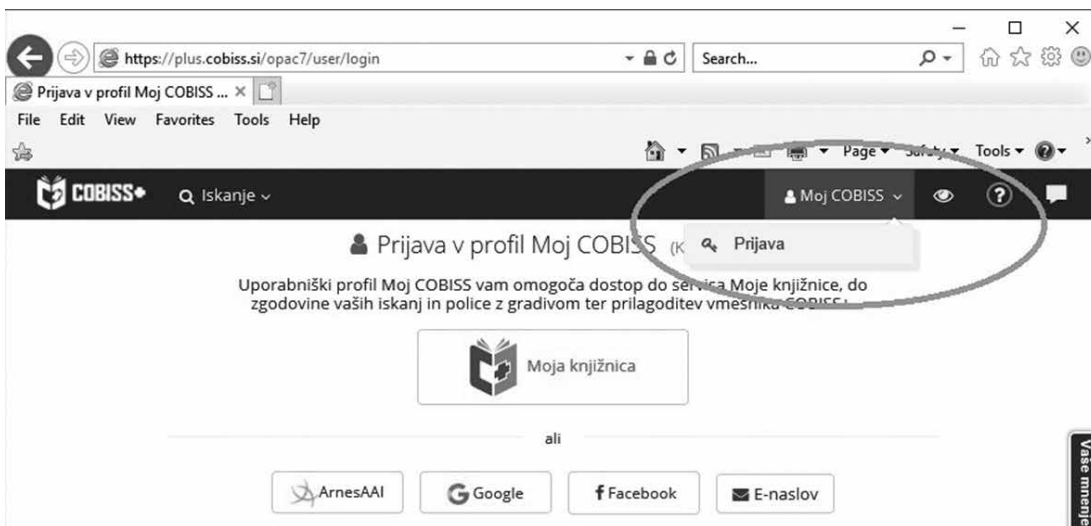 https://plus.cobiss.si/opac7/user/login
Search...
Prijava v profil Moj COBISS ...
File Edit View Favorites Tools Help
Page Safety Tools
COBISS+ Iskanje Moj COBISS
Prijava v profil Moj COBISS (K
Prijava
Uporabniški profil Moj COBISS vam omogoča dostop do servisa Moje knjižnice, do
zgodovine vaših iskanj in police z gradivom ter prilagoditev vmesnika COBISS+.
Moja knjižnica
ali
ArnesAAI Google Facebook E-naslov
Vaše mnenje